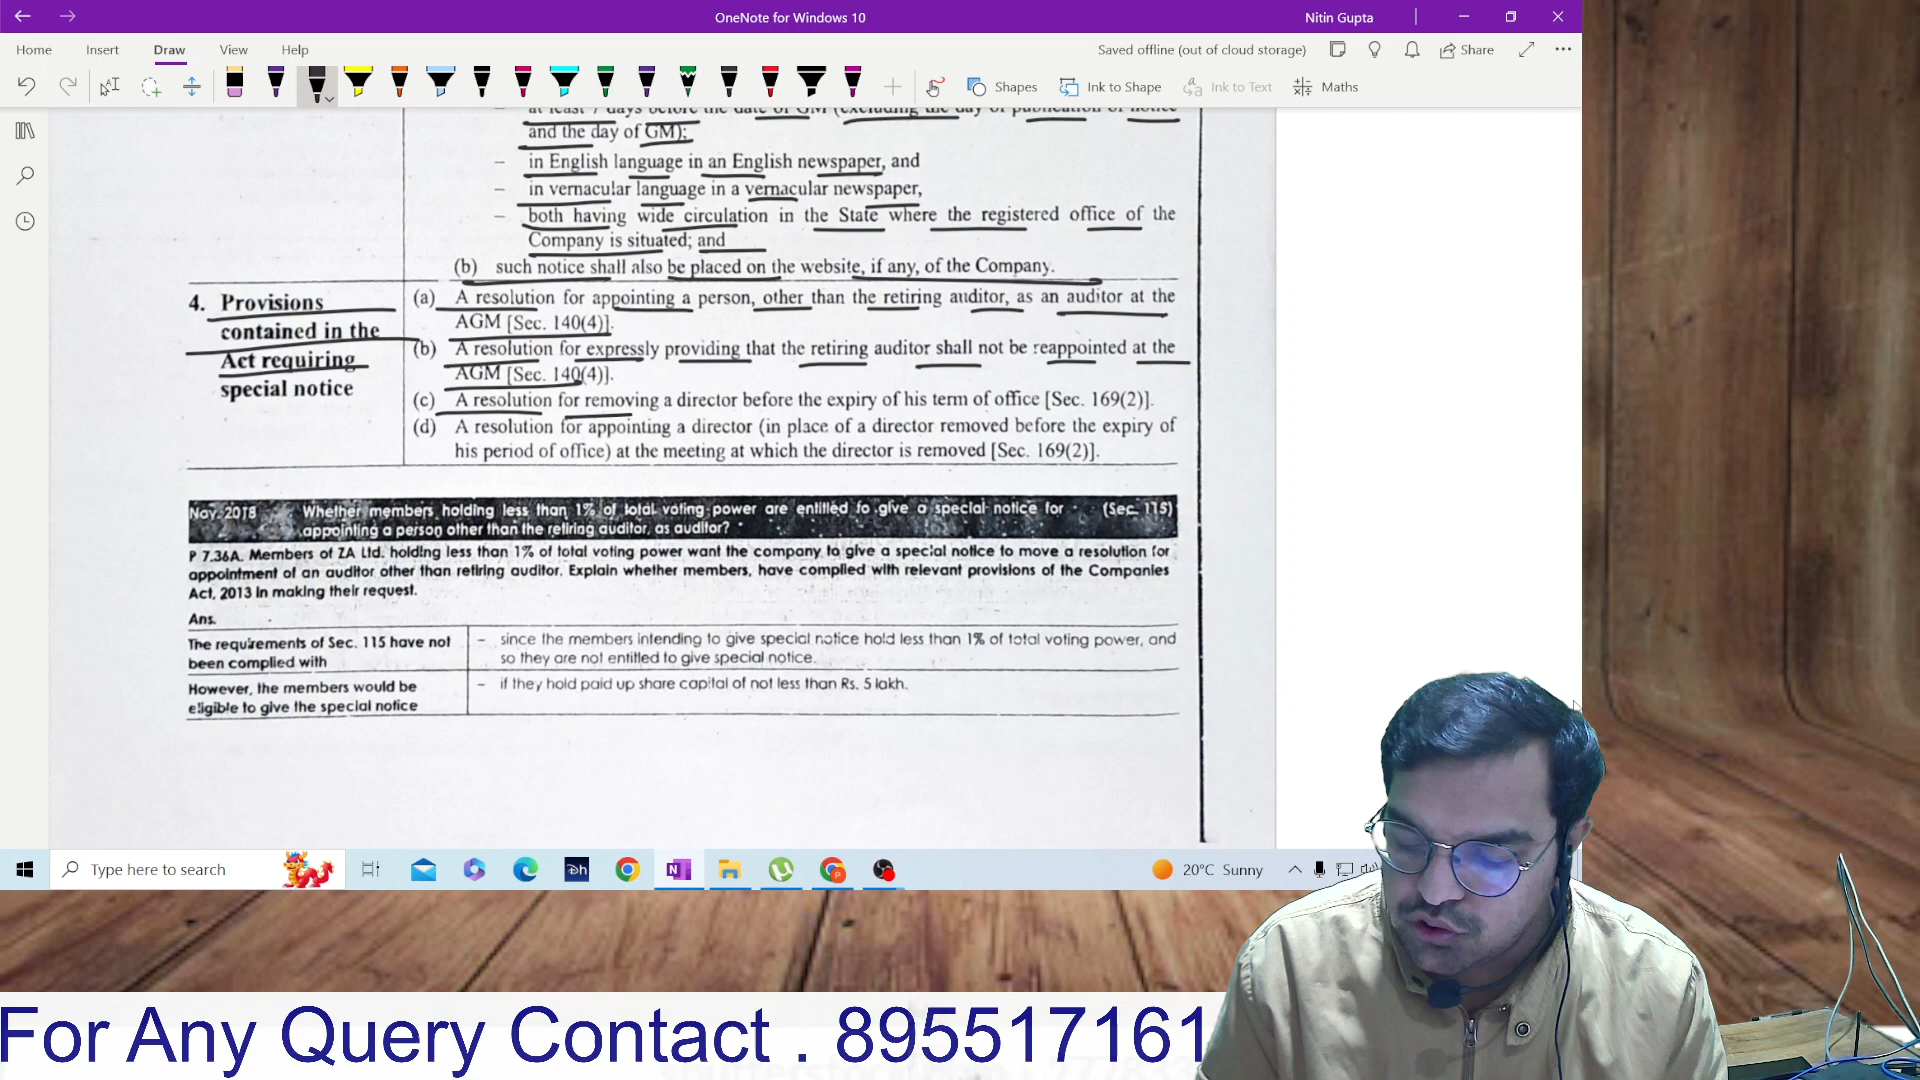 OneNote for Windows 10
Nitin Gupta
Home
Insert
Draw
View
Help
Saved offline (out of cloud storage)
Share
Shapes
Ink to Shape
Ink to Text
Maths
at least 7 days before the date of GM (excluding the day of publication of notice
and the day of GM);
– in English language in an English newspaper, and
– in vernacular language in a vernacular newspaper,
– both having wide circulation in the State where the registered office of the
Company is situated; and
(b) such notice shall also be placed on the website, if any, of the Company.
4. Provisions
contained in the
Act requiring
special notice
(a) A resolution for appointing a person, other than the retiring auditor, as an auditor at the
AGM [Sec. 140(4)].
(b) A resolution for expressly providing that the retiring auditor shall not be reappointed at the
AGM [Sec. 140(4)].
(c) A resolution for removing a director before the expiry of his term of office [Sec. 169(2)].
(d) A resolution for appointing a director (in place of a director removed before the expiry of
his period of office) at the meeting at which the director is removed [Sec. 169(2)].
Nov. 2018 Whether members holding less than 1% of total voting power are entitled to give a special notice for (Sec. 115)
appointing a person other than the retiring auditor, as auditor?
P 7.36A. Members of ZA Ltd. holding less than 1% of total voting power want the company to give a special notice to move a resolution for
appointment of an auditor other than retiring auditor. Explain whether members, have complied with relevant provisions of the Companies
Act, 2013 in making their request.
Ans.
The requirements of Sec. 115 have not
been complied with
– since the members intending to give special notice hold less than 1% of total voting power, and
so they are not entitled to give special notice.
However, the members would be
eligible to give the special notice
– if they hold paid up share capital of not less than Rs. 5 lakh.
Type here to search
20°C Sunny
For Any Query Contact . 895517161